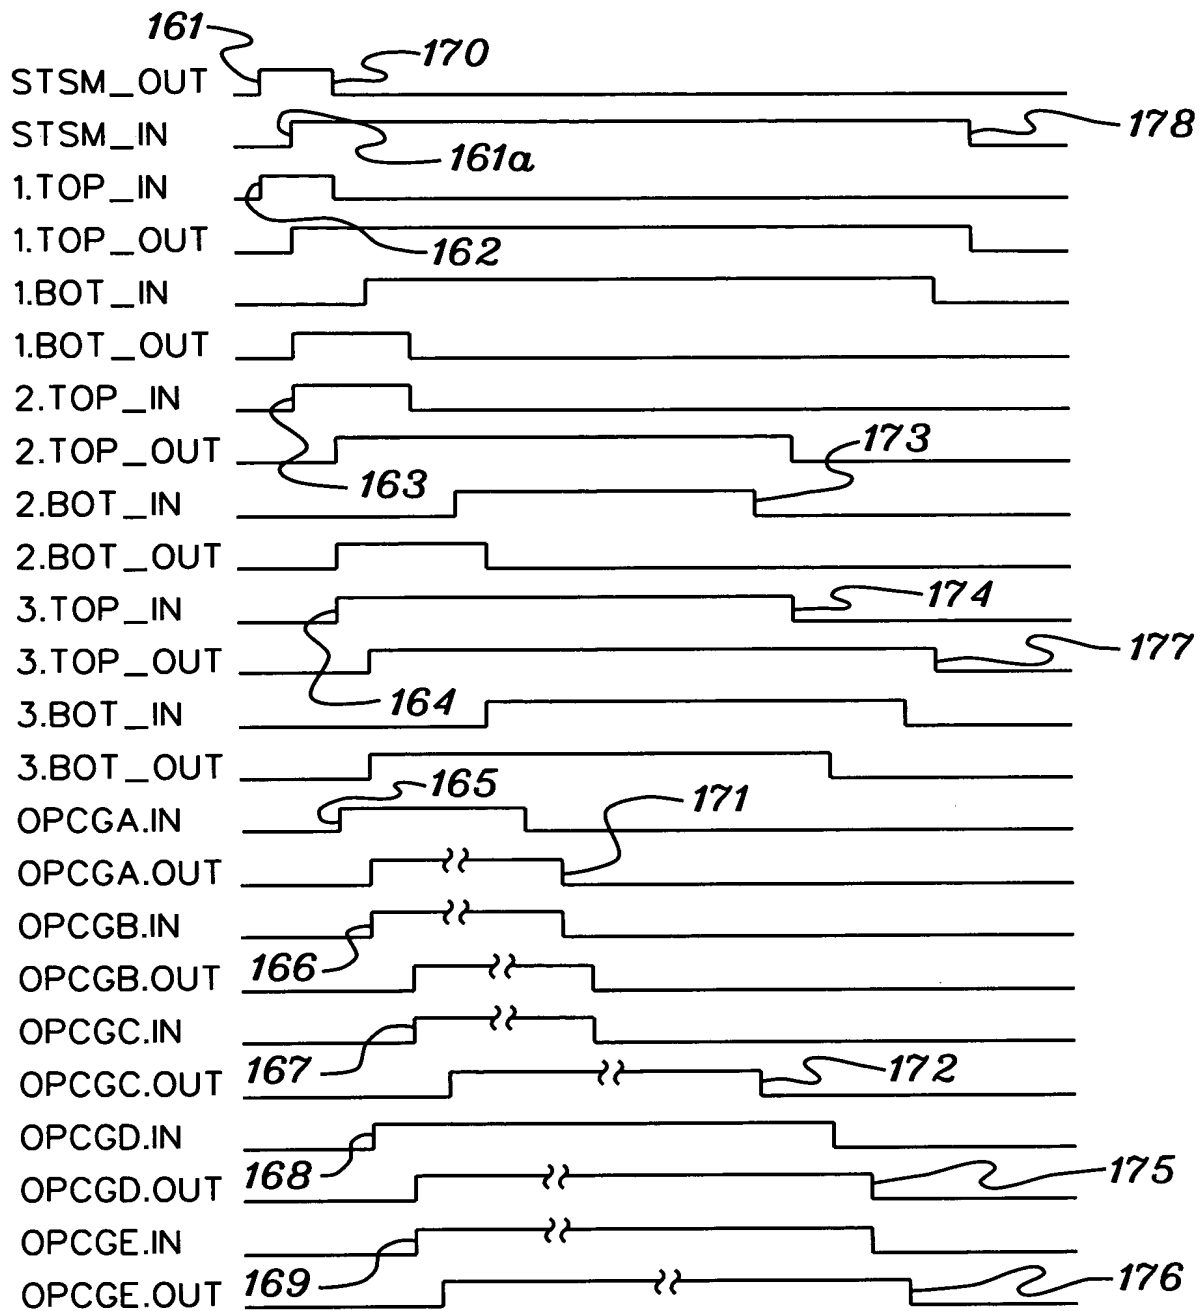 161
170
STSM_OUT
STSM_IN
178
161a
1.TOP_IN
1.TOP_OUT
162
1.BOT_IN
1.BOT_OUT
2.TOP_IN
2.TOP_OUT
173
163
2.BOT_IN
2.BOT_OUT
3.TOP_IN
174
3.TOP_OUT
177
164
3.BOT_IN
3.BOT_OUT
165
171
OPCGA.IN
OPCGA.OUT
OPCGB.IN
166
OPCGB.OUT
OPCGC.IN
167
OPCGC.OUT
172
OPCGD.IN
168
OPCGD.OUT
175
OPCGE.IN
169
OPCGE.OUT
176